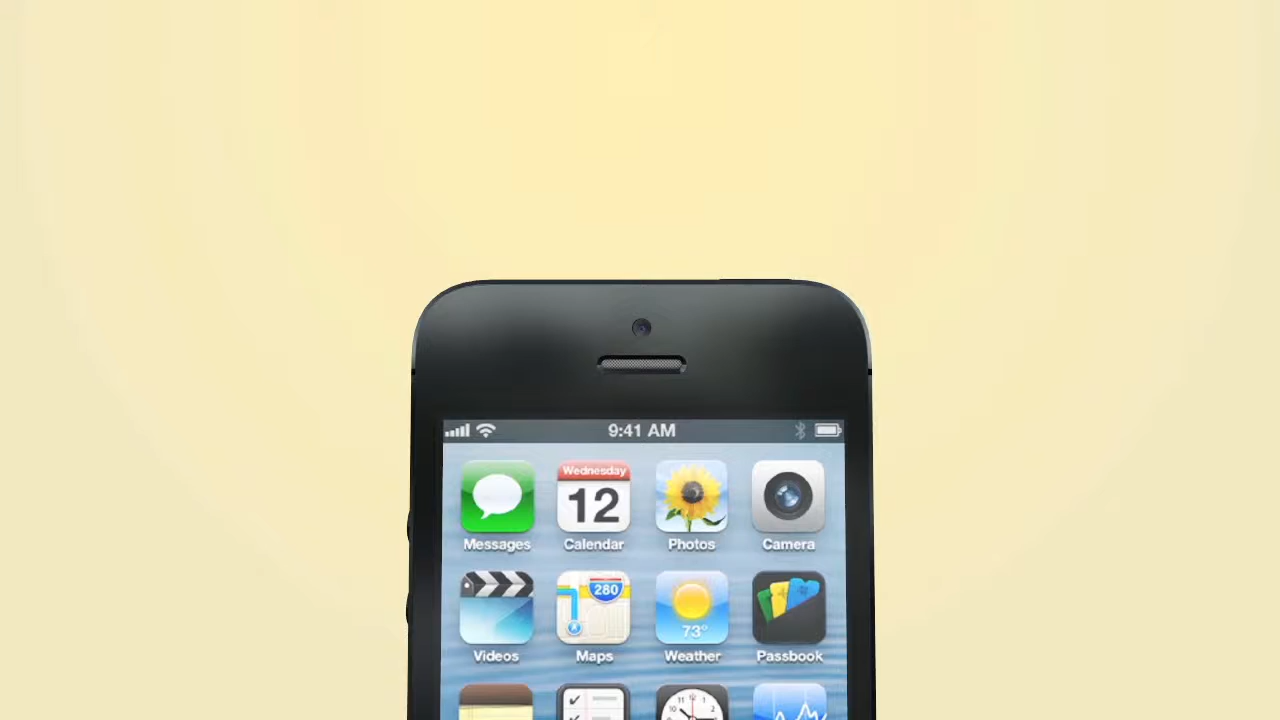 9:41 AM
Wednesday
12
Messages Calendar Photos Camera
280
73°
Videos Maps Weather Passbook